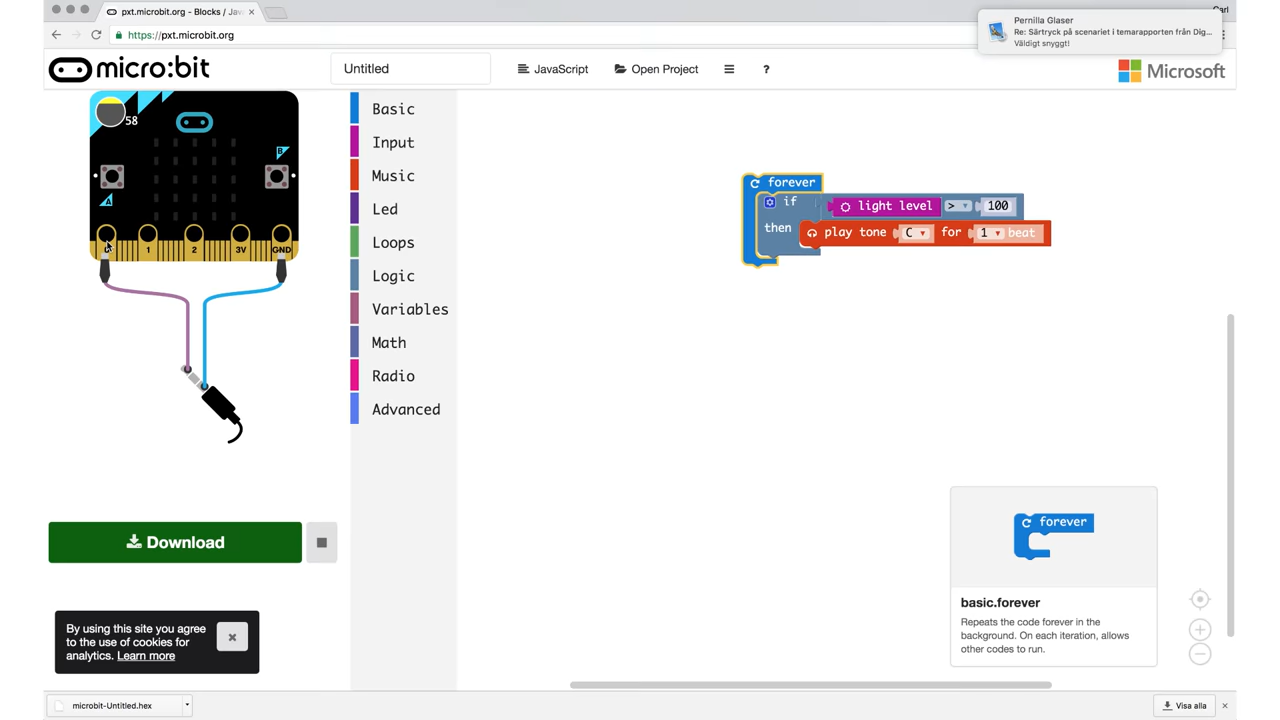 pxt.microbit.org - Blocks / Jav
Carl
https://pxt.microbit.org
Pernilla Glaser
Re: Särtryck på scenariet i temarapporten från Dig...
Väldigt snyggt!
micro:bit
Untitled
JavaScript
Open Project
?
Microsoft
58
B
A
0 1 2 3V GND
Basic
Input
Music
Led
Loops
Logic
Variables
Math
Radio
Advanced
forever
if light level > 100
then play tone C for 1 beat
Download
By using this site you agree
to the use of cookies for
analytics. Learn more
forever
basic.forever
Repeats the code forever in the
background. On each iteration, allows
other codes to run.
microbit-Untitled.hex
Visa alla